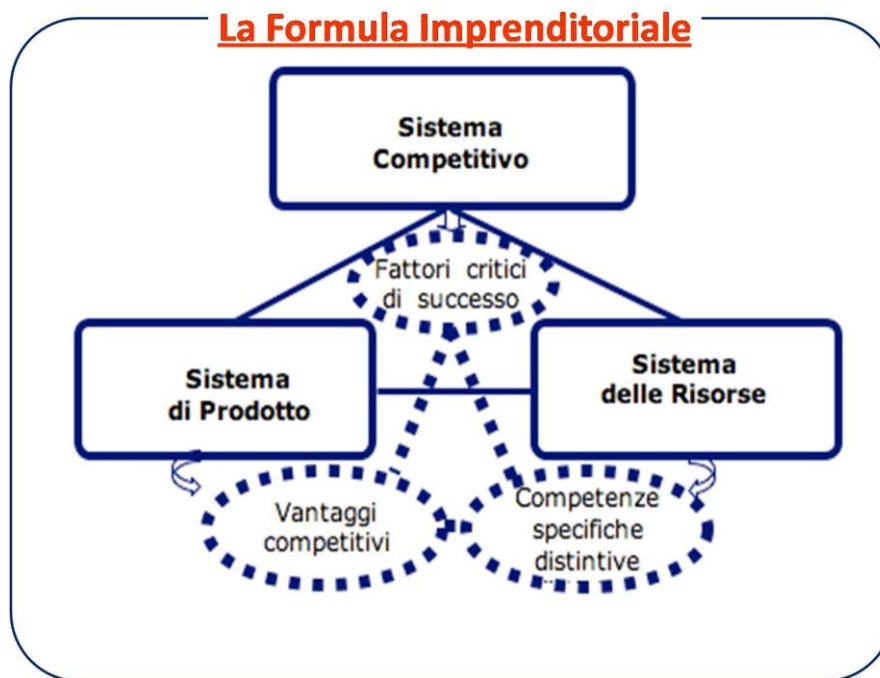 La Formula Imprenditoriale
Sistema
Competitivo
Fattori critici
di successo
Sistema
di Prodotto
Sistema
delle Risorse
Vantaggi
competitivi
Competenze
specifiche
distintive